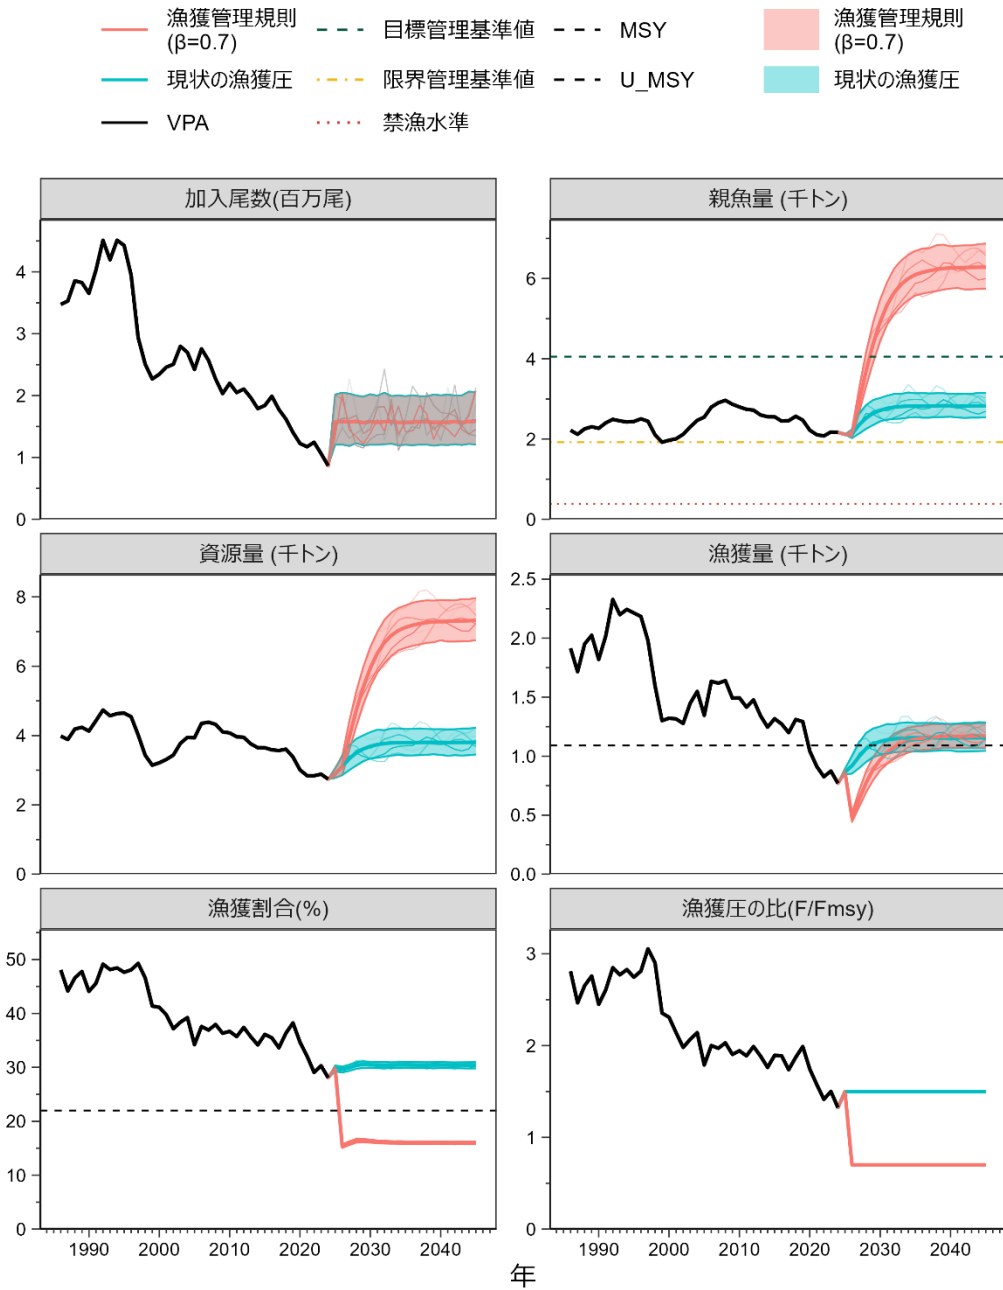 漁獲管理規則
(β=0.7)
目標管理基準値
MSY
漁獲管理規則
(β=0.7)
現状の漁獲圧
限界管理基準値
U_MSY
現状の漁獲圧
VPA
禁漁水準
加入尾数(百万尾)
親魚量 (千トン)
4
3
2
1
0
6
4
2
0
資源量 (千トン)
漁獲量 (千トン)
8
6
4
2
0
2.5
2.0
1.5
1.0
0.5
0.0
漁獲割合(%)
漁獲圧の比(F/Fmsy)
50
40
30
20
10
0
3
2
1
0
1990 2000 2010 2020 2030 2040
1990 2000 2010 2020 2030 2040
年